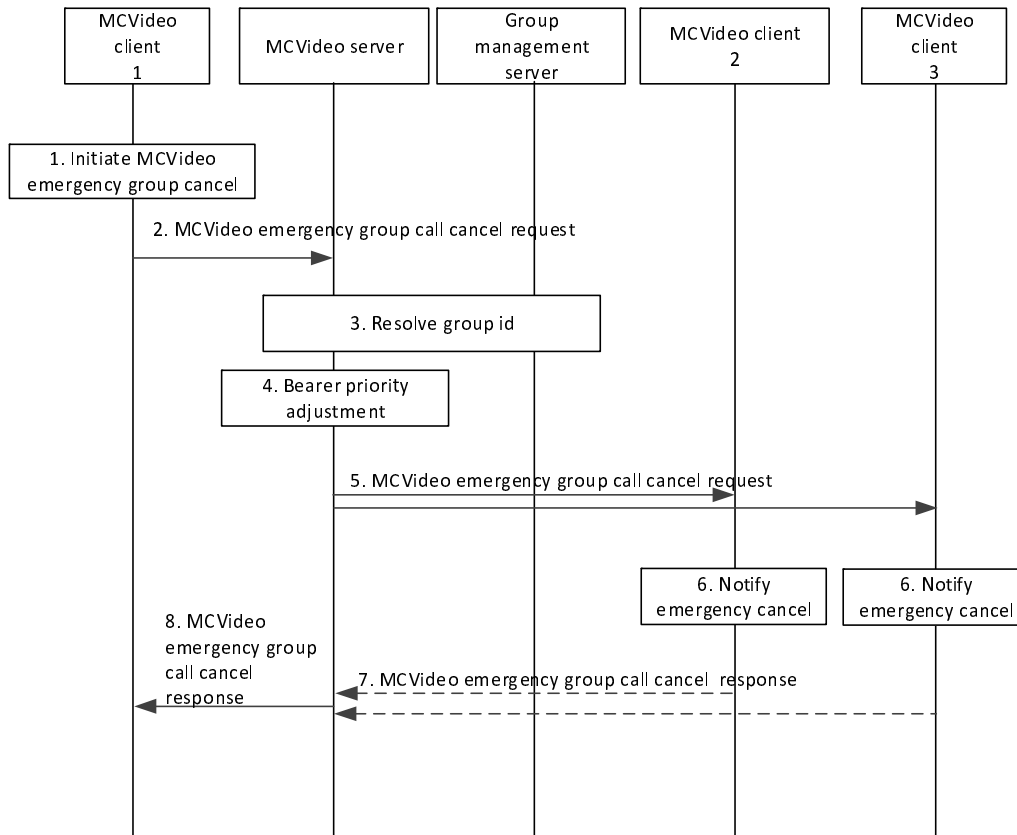 MCVideo
client
1
MCVideo server
Group
management
server
MCVideo client
2
MCVideo
client
3
1. Initiate MCVideo
emergency group cancel
2. MCVideo emergency group call cancel request
3. Resolve group id
4. Bearer priority
adjustment
5. MCVideo emergency group call cancel request
6. Notify
emergency cancel
6. Notify
emergency cancel
8. MCVideo
emergency group
call cancel
response
7. MCVideo emergency group call cancel response